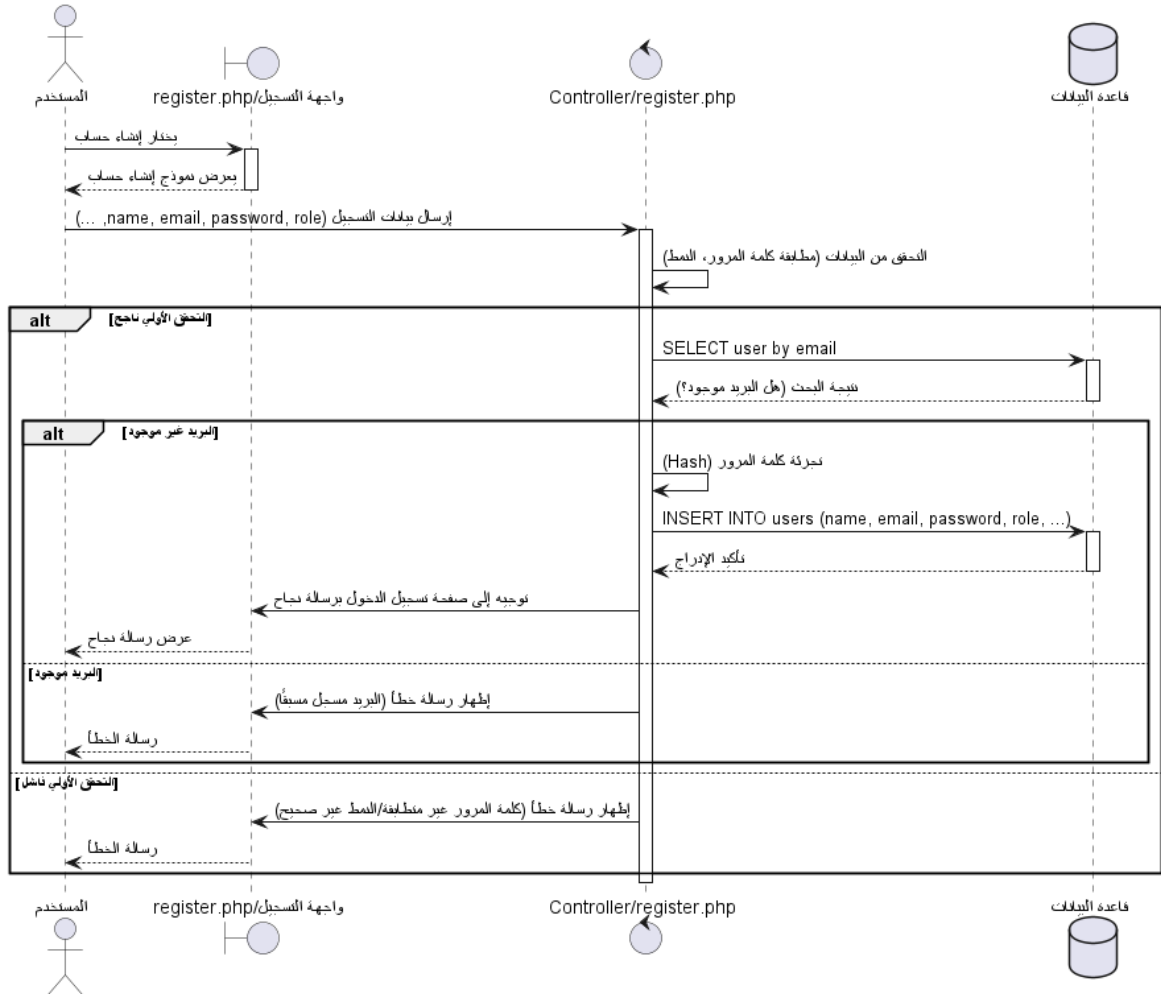 المستخدم
واجهة التسجيل/register.php
Controller/register.php
قاعدة البيانات
يختار إنشاء حساب
يعرض نموذج إنشاء حساب
إرسال بيانات التسجيل (name, email, password, role, ...)
التحقق من البيانات (مطابقة كلمة المرور، النمط)
alt
[التحقق الأولي ناجح]
SELECT user by email
نتيجة البحث (هل البريد موجود؟)
alt
[البريد غير موجود]
تجزئة كلمة المرور (Hash)
INSERT INTO users (name, email, password, role, ...)
تأكيد الإدراج
توجيه إلى صفحة تسجيل الدخول برسالة نجاح
عرض رسالة نجاح
[البريد موجود]
إظهار رسالة خطأ (البريد مسجل مسبقًا)
رسالة الخطأ
[التحقق الأولي فاشل]
إظهار رسالة خطأ (كلمة المرور غير متطابقة/النمط غير صحيح)
رسالة الخطأ
المستخدم
واجهة التسجيل/register.php
Controller/register.php
قاعدة البيانات